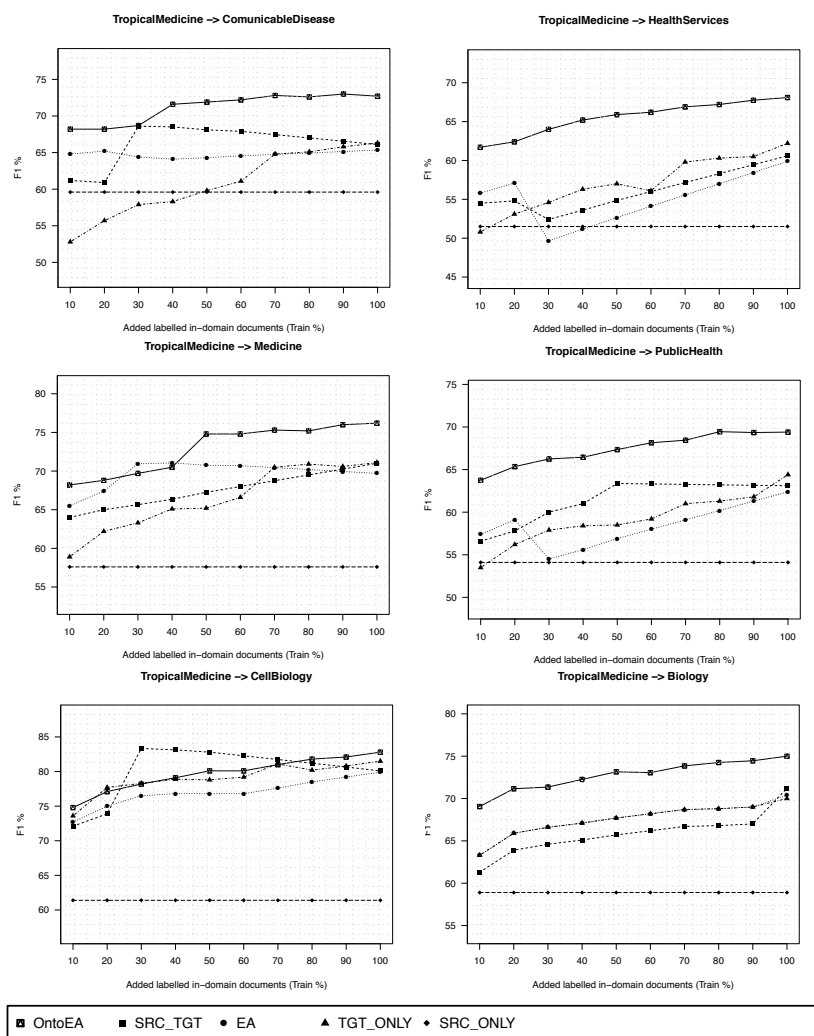 TropicalMedicine −> ComunicableDisease
F1 %
75
70
65
60
55
50
10 20 30 40 50 60 70 80 90 100
Added labelled in−domain documents (Train %)
TropicalMedicine −> HealthServices
F1 %
70
65
60
55
50
45
10 20 30 40 50 60 70 80 90 100
Added labelled in−domain documents (Train %)
TropicalMedicine −> Medicine
F1 %
80
75
70
65
60
55
10 20 30 40 50 60 70 80 90 100
Added labelled in−domain documents (Train %)
TropicalMedicine −> PublicHealth
F1 %
75
70
65
60
55
50
10 20 30 40 50 60 70 80 90 100
Added labelled in−domain documents (Train %)
TropicalMedicine −> CellBiology
F1 %
85
80
75
70
65
60
10 20 30 40 50 60 70 80 90 100
Added labelled in−domain documents (Train %)
TropicalMedicine −> Biology
F1 %
80
75
70
65
60
55
10 20 30 40 50 60 70 80 90 100
Added labelled in−domain documents (Train %)
OntoEA SRC_TGT EA TGT_ONLY SRC_ONLY